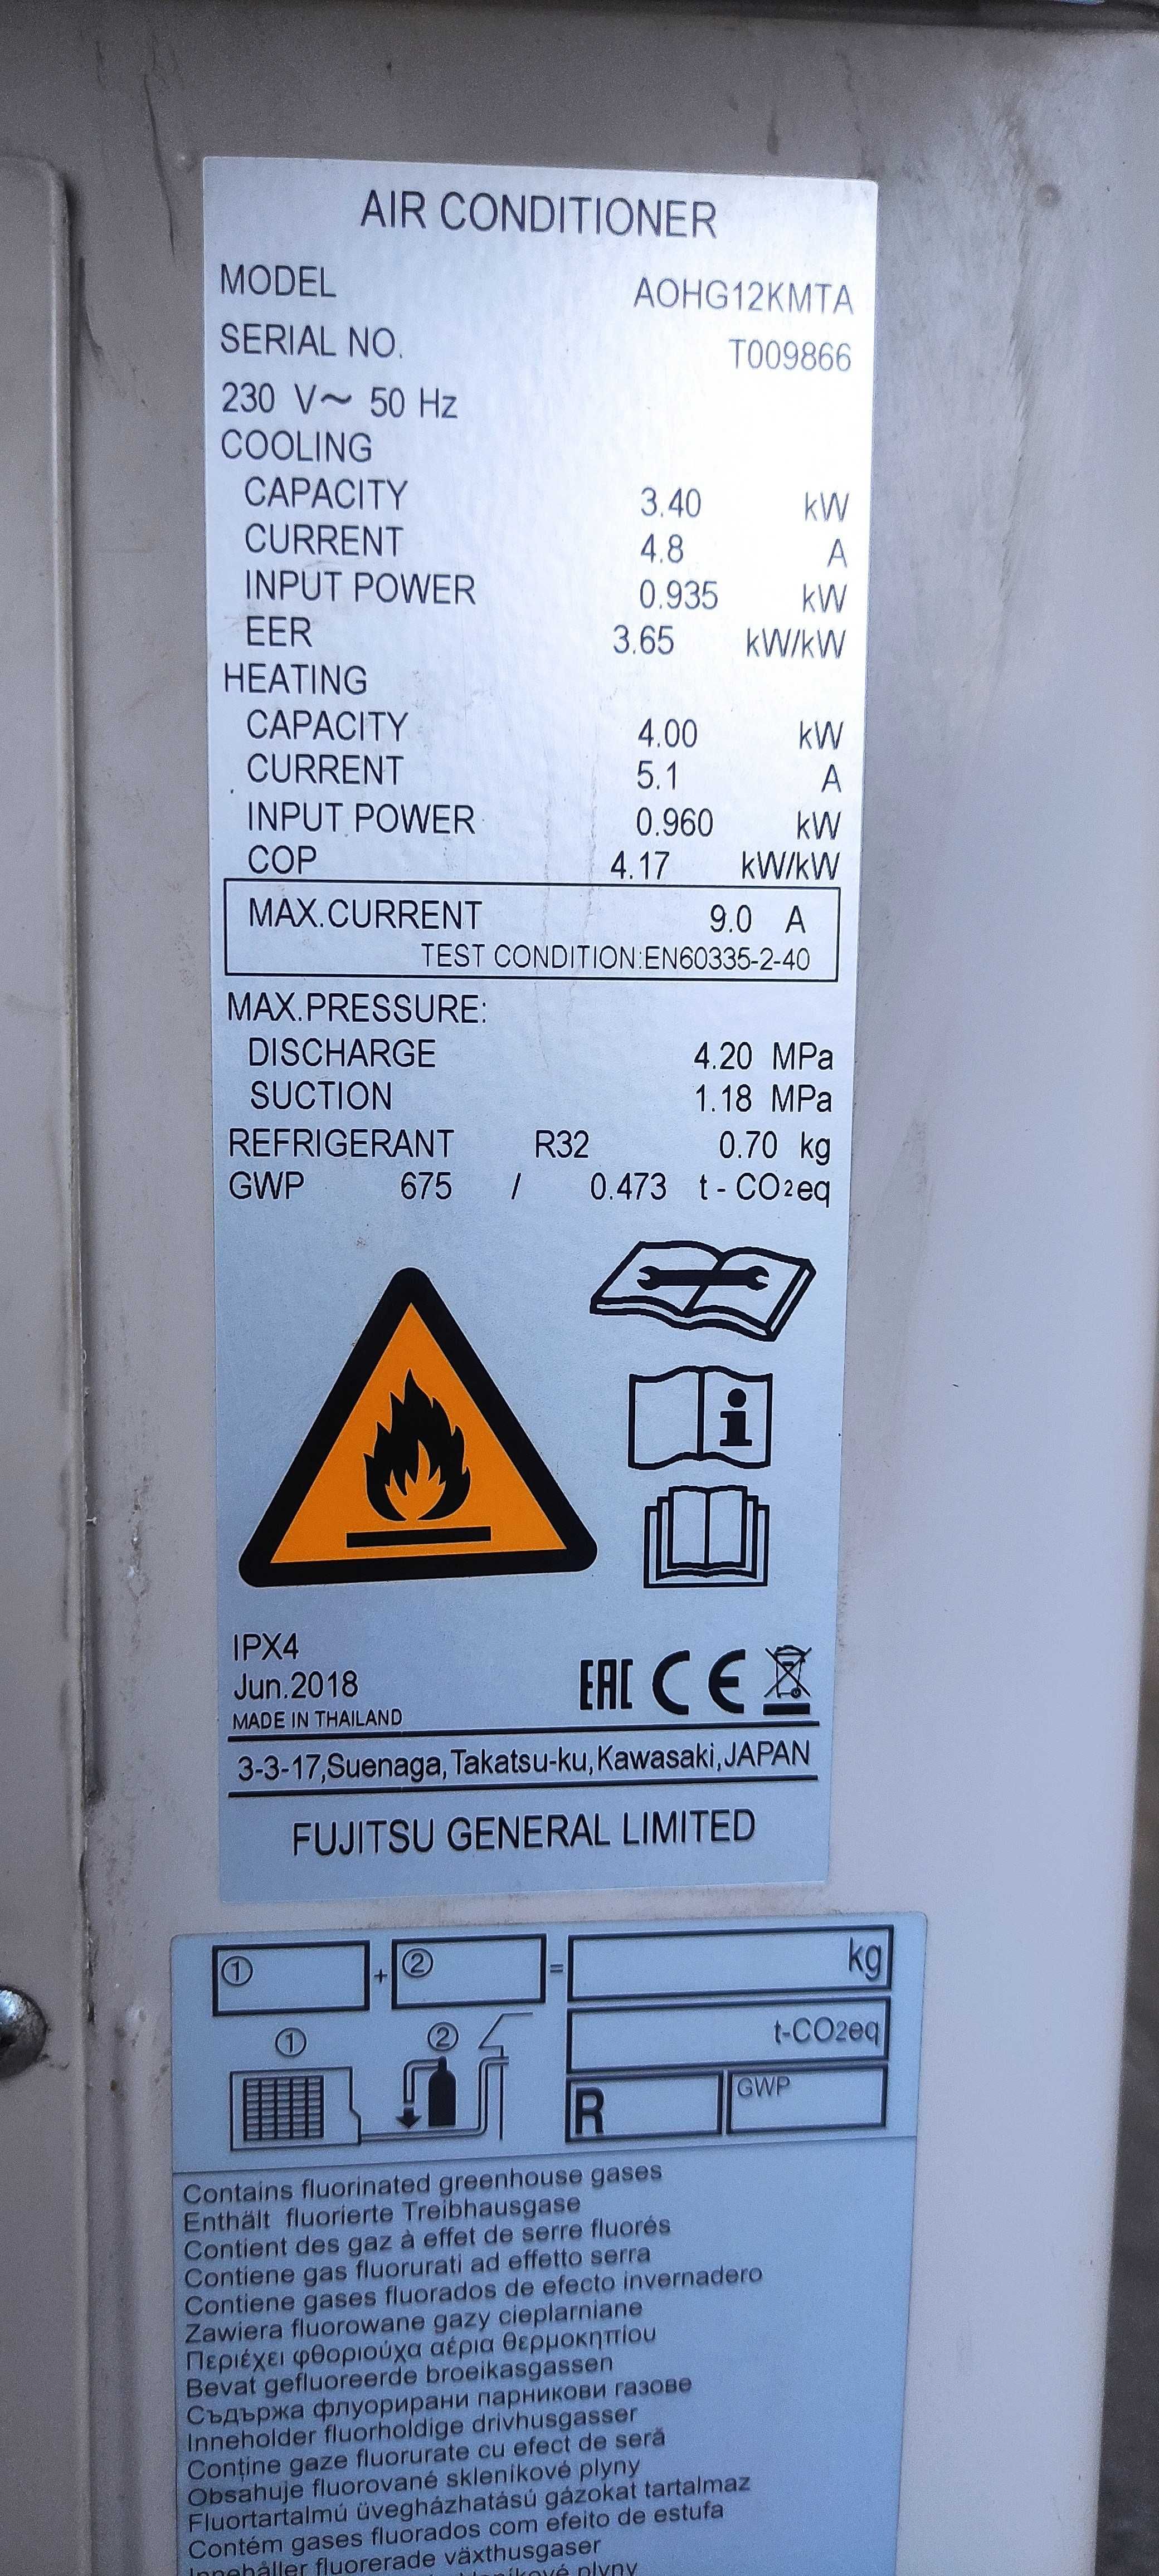 AIR CONDITIONER
MODEL AOHG12KMTA
SERIAL NO. T009866
230 V~ 50 Hz
COOLING
CAPACITY 3.40 kW
CURRENT 4.8 A
INPUT POWER 0.935 kW
EER 3.65 kW/kW
HEATING
CAPACITY 4.00 kW
CURRENT 5.1 A
INPUT POWER 0.960 kW
COP 4.17 kW/kW
MAX.CURRENT 9.0 A
TEST CONDITION:EN60335-2-40
MAX.PRESSURE:
DISCHARGE 4.20 MPa
SUCTION 1.18 MPa
REFRIGERANT R32 0.70 kg
GWP 675 / 0.473 t - CO2eq
IPX4
Jun.2018
MADE IN THAILAND
EAC CE
3-3-17,Suenaga,Takatsu-ku,Kawasaki,JAPAN
FUJITSU GENERAL LIMITED
① + ② = kg
t-CO2eq
① ②
R GWP
Contains fluorinated greenhouse gases
Enthält fluorierte Treibhausgase
Contient des gaz à effet de serre fluorés
Contiene gas fluorurati ad effetto serra
Contiene gases fluorados de efecto invernadero
Zawiera fluorowane gazy cieplarniane
Περιέχει φθοριούχα αέρια θερμοκηπίου
Bevat gefluoreerde broeikasgassen
Съдържа флуорирани парникови газове
Inneholder fluorholdige drivhusgasser
Conţine gaze fluorurate cu efect de seră
Obsahuje fluorované skleníkové plyny
Fluortartalmú üvegházhatású gázokat tartalmaz
Contém gases fluorados com efeito de estufa
Innehåller fluorerade växthusgaser
plyny